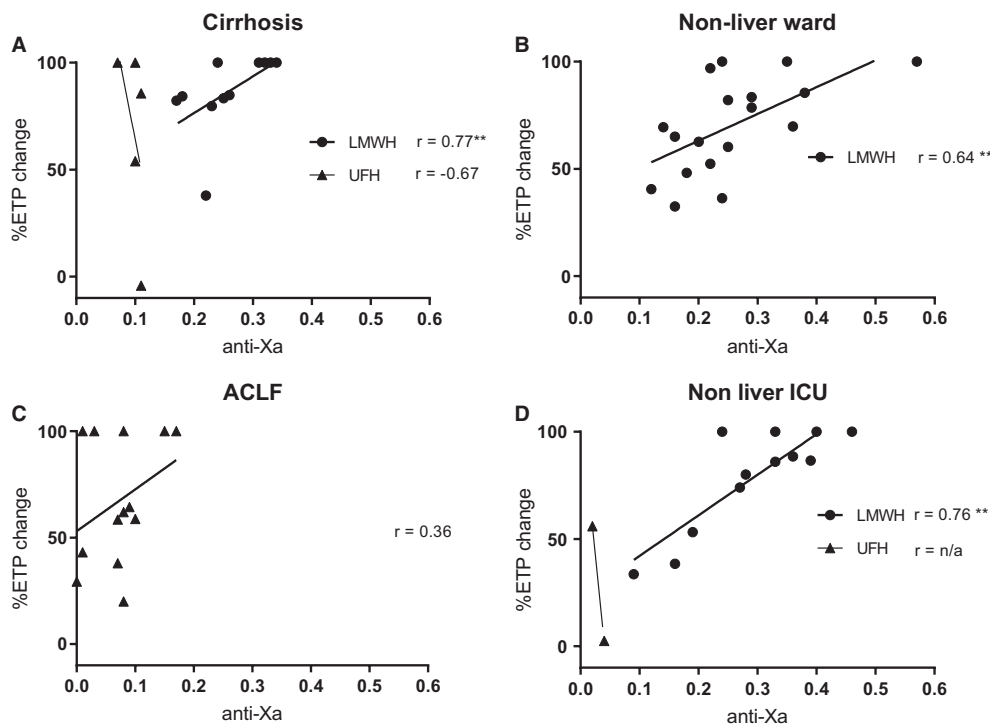 A
Cirrhosis
%ETP change
100
50
0
LMWH r = 0.77**
UFH r = -0.67
0.0 0.1 0.2 0.3 0.4 0.5 0.6
anti-Xa
B
Non-liver ward
%ETP change
100
50
0
LMWH r = 0.64 **
0.0 0.1 0.2 0.3 0.4 0.5 0.6
anti-Xa
C
ACLF
%ETP change
100
50
0
r = 0.36
0.0 0.1 0.2 0.3 0.4 0.5 0.6
anti-Xa
D
Non liver ICU
%ETP change
100
50
0
LMWH r = 0.76 **
UFH r = n/a
0.0 0.1 0.2 0.3 0.4 0.5 0.6
anti-Xa